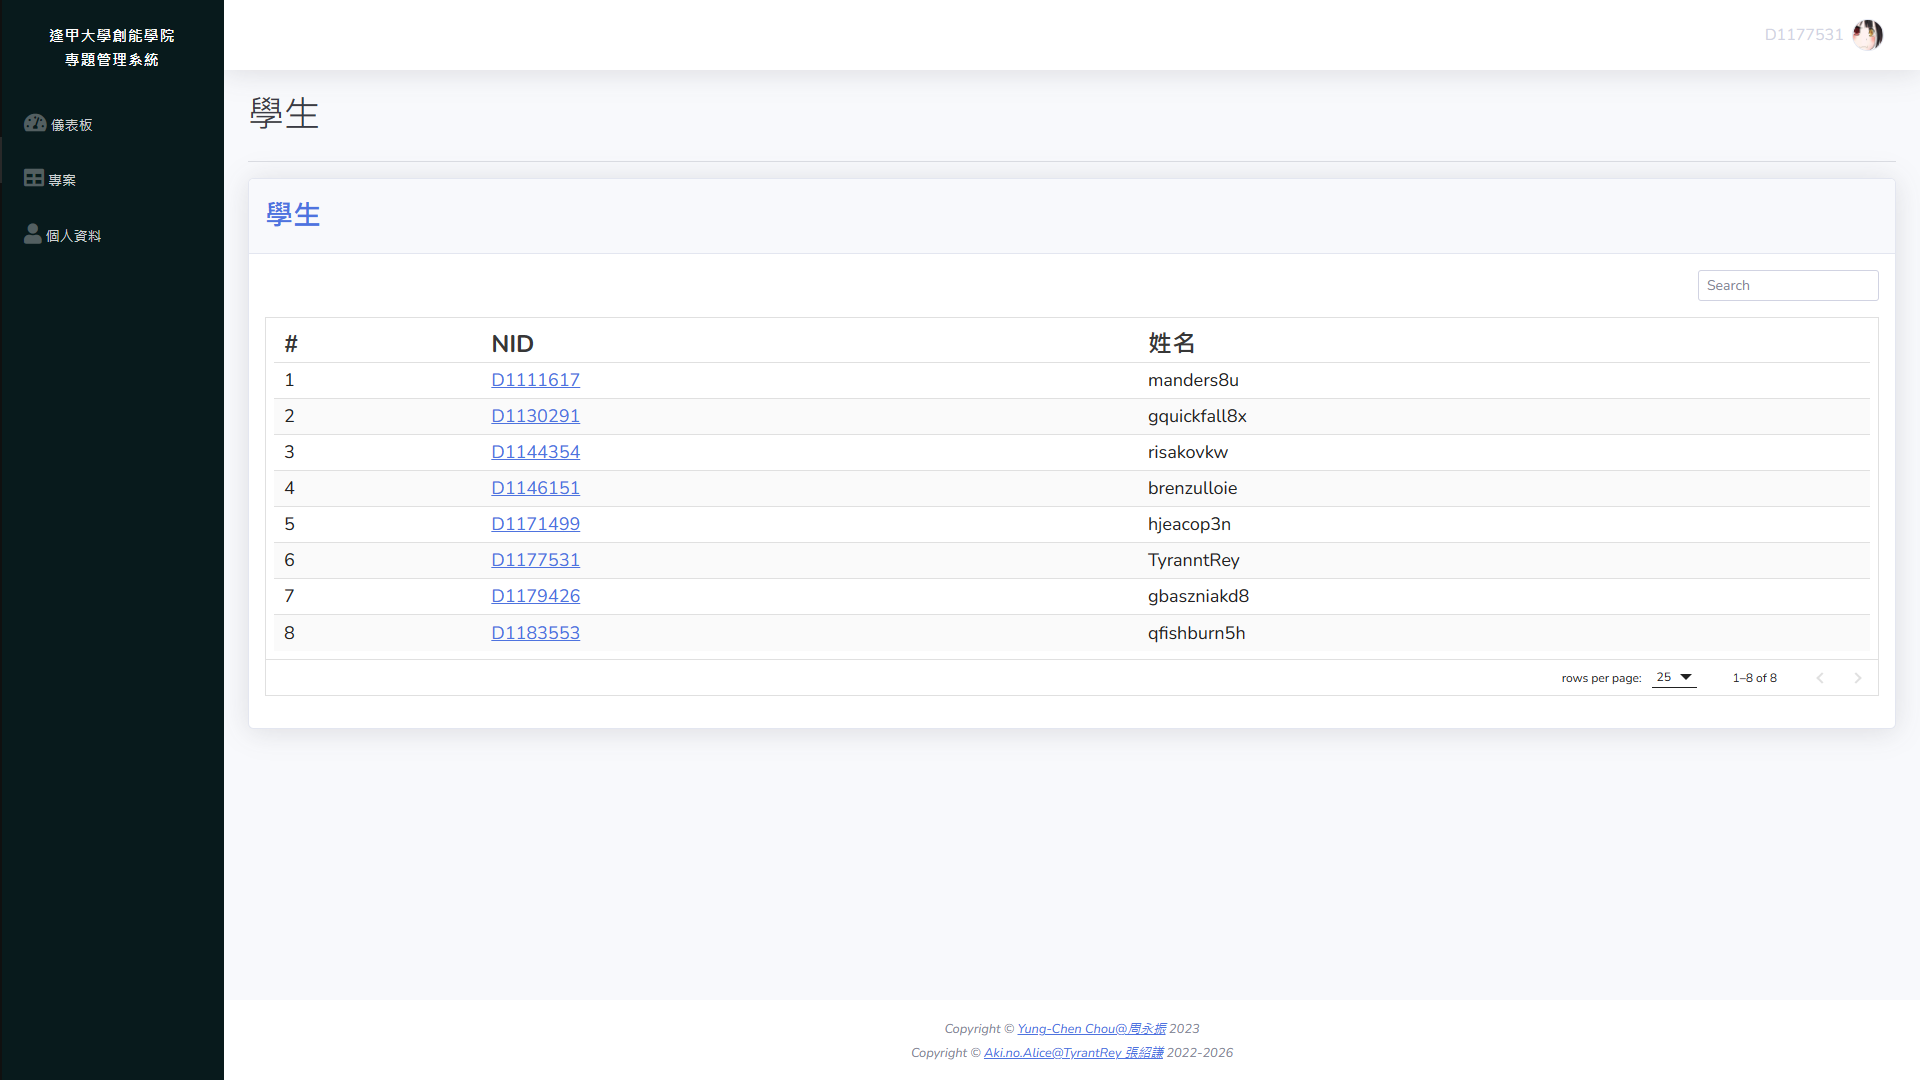 逢甲大學創能學院
專題管理系統
D1177531
儀表板
專案
個人資料
學生
學生
Search
# NID 姓名
1 D1111617 manders8u
2 D1130291 gquickfall8x
3 D1144354 risakovkw
4 D1146151 brenzulloie
5 D1171499 hjeacop3n
6 D1177531 TyranntRey
7 D1179426 gbaszniakd8
8 D1183553 qfishburn5h
rows per page: 25 1–8 of 8
Copyright © Yung-Chen Chou@周永振 2023
Copyright © Aki.no.Alice@TyrantRey 張紹謙 2022-2026